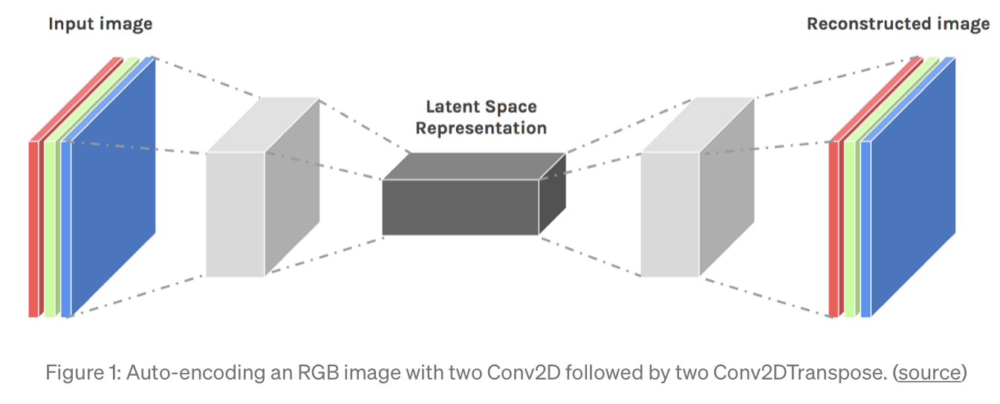 Input image
Reconstructed image
Latent Space
Representation
Figure 1: Auto-encoding an RGB image with two Conv2D followed by two Conv2DTranspose. (source)